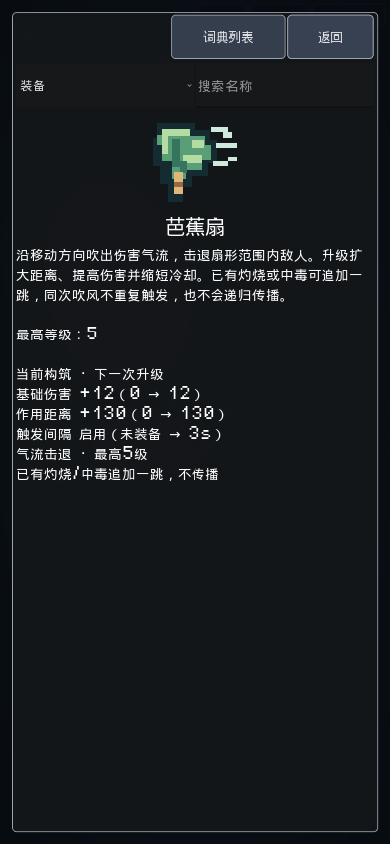 词典列表 返回
装备 搜索名称
芭蕉扇
沿移动方向吹出伤害气流，击退扇形范围内敌人。升级扩
大距离、提高伤害并缩短冷却。已有灼烧或中毒可追加一
跳，同次吹风不重复触发，也不会递归传播。
最高等级：5
当前构筑 · 下一次升级
基础伤害 +12（0 → 12）
作用距离 +130（0 → 130）
触发间隔 启用（未装备 → 3s）
气流击退 · 最高5级
已有灼烧/中毒追加一跳，不传播